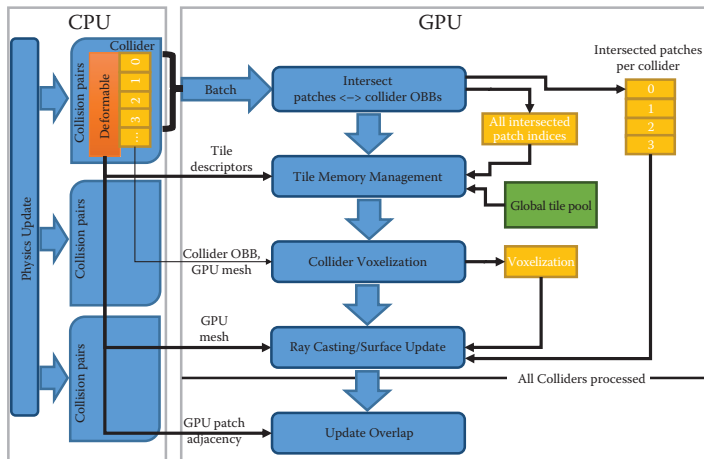 CPU
GPU
Physics Update
Collision pairs
Deformable
Collider
0
1
2
3
...
Collision pairs
Collision pairs
Batch
Intersect
patches <–> collider OBBs
Intersected patches
per collider
0
1
2
3
All intersected
patch indices
Tile
descriptors
Tile Memory Management
Global tile pool
Collider OBB,
GPU mesh
Collider Voxelization
Voxelization
GPU
mesh
Ray Casting/Surface Update
All Colliders processed
GPU patch
adjacency
Update Overlap